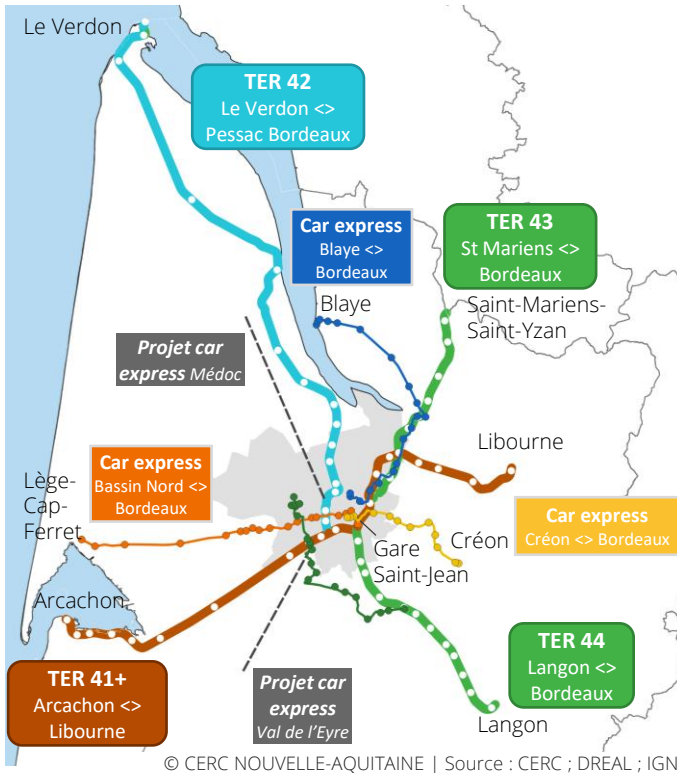 Le Verdon
TER 42
Le Verdon <>
Pessac Bordeaux
Car express
Blaye <>
Bordeaux
TER 43
St Mariens <>
Bordeaux
Blaye
Saint-Mariens-
Saint-Yzan
Projet car
express Médoc
Libourne
Car express
Bassin Nord <>
Bordeaux
Lège-
Cap-
Ferret
Car express
Créon <> Bordeaux
Créon
Gare
Saint-Jean
Arcachon
TER 41+
Arcachon <>
Libourne
Projet car
express
Val de l'Eyre
TER 44
Langon <>
Bordeaux
Langon
© CERC NOUVELLE-AQUITAINE | Source : CERC ; DREAL ; IGN